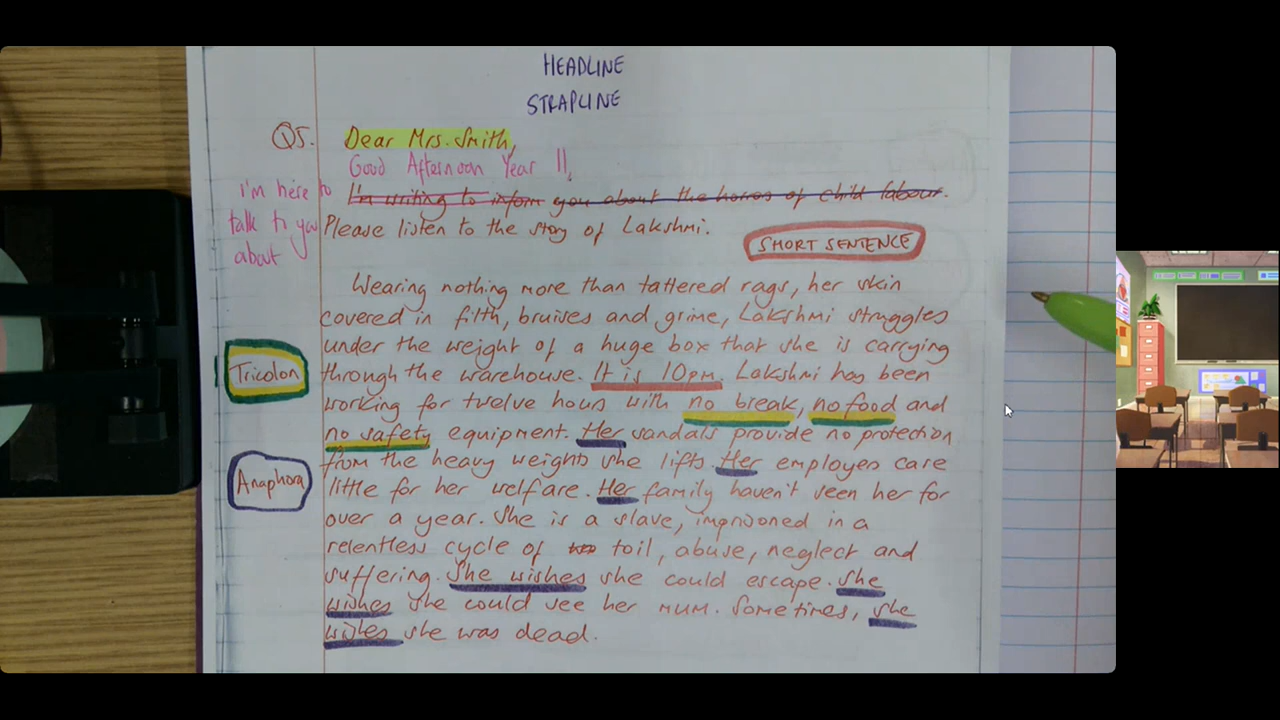 HEADLINE
STRAPLINE
Q5. Dear Mrs. Smith,
Good Afternoon Year 11,
I'm here to
talk to you
about
I'm writing to inform you about the horros of child labour.
Please listen to the story of Lakshmi.
SHORT SENTENCE
Wearing nothing more than tattered rags, her skin
covered in filth, bruises and grime, Lakshmi struggles
under the weight of a huge box that she is carrying
through the warehouse. It is 10pm. Lakshmi has been
Tricolon
working for twelve hours with no break, no food and
no safety equipment. Her sandals provide no protection
from the heavy weights she lifts. Her employers care
Anaphora
little for her welfare. Her family haven't seen her for
over a year. She is a slave, imprisoned in a
relentless cycle of toil, abuse, neglect and
suffering. She wishes she could escape. She
wishes she could see her mum. Sometimes, she
wishes she was dead.